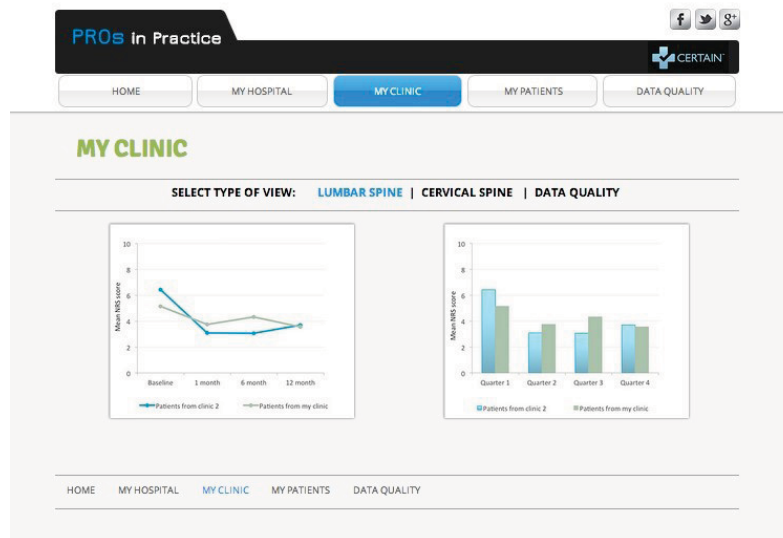 f 8+
PROs in Practice
CERTAIN™
HOME MY HOSPITAL MY CLINIC MY PATIENTS DATA QUALITY
MY CLINIC
SELECT TYPE OF VIEW: LUMBAR SPINE | CERVICAL SPINE | DATA QUALITY
Mean NRS score
10
8
6
4
2
0
Baseline 1 month 6 month 12 month
Patients from clinic 2 Patients from my clinic
Mean NRS score
10
8
6
4
2
0
Quarter 1 Quarter 2 Quarter 3 Quarter 4
Patients from clinic 2 Patients from my clinic
HOME MY HOSPITAL MY CLINIC MY PATIENTS DATA QUALITY